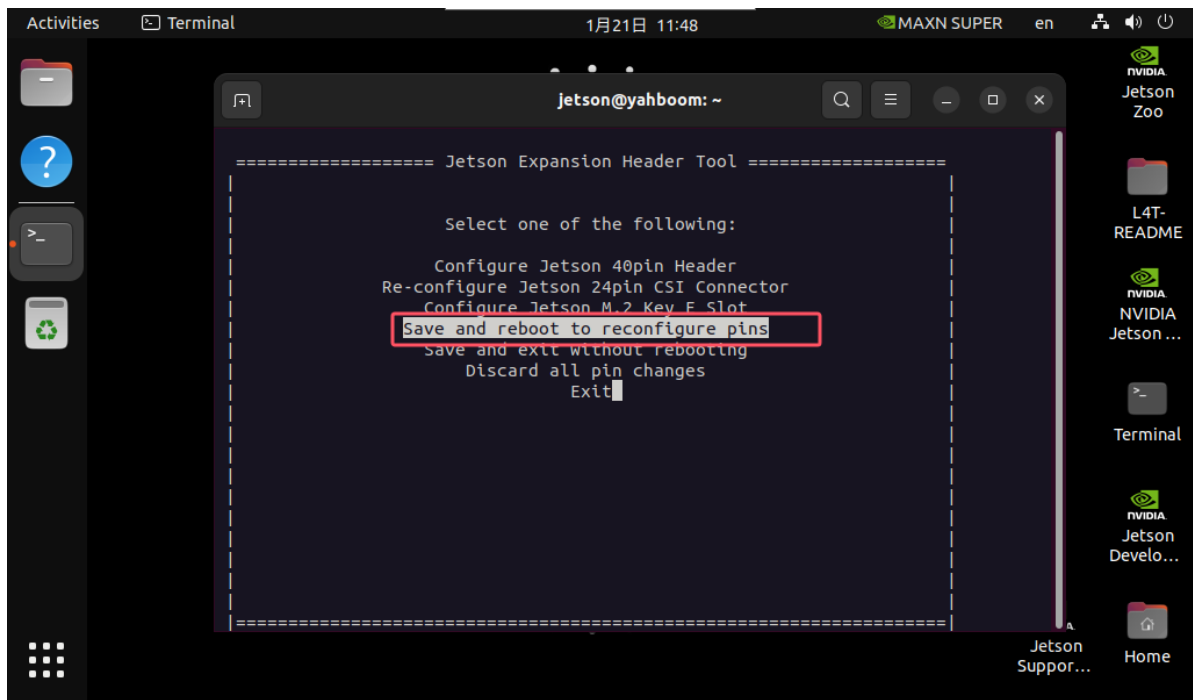 Activities
Terminal
1月21日 11:48
MAXN SUPER
en
jetson@yahboom: ~
=================== Jetson Expansion Header Tool ===================
Select one of the following:
Configure Jetson 40pin Header
Re-configure Jetson 24pin CSI Connector
Configure Jetson M.2 Key E Slot
Save and reboot to reconfigure pins
Save and exit without rebooting
Discard all pin changes
Exit
NVIDIA
Jetson
Zoo
L4T-
README
NVIDIA
NVIDIA
Jetson ...
Terminal
NVIDIA
Jetson
Develo...
Jetson
Suppor...
Home